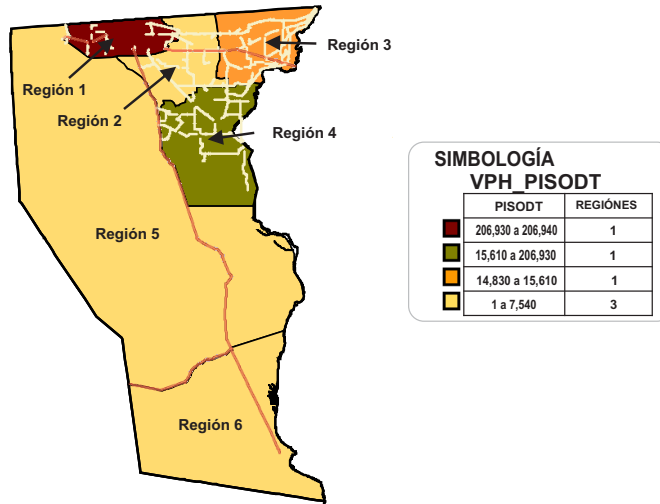 Región 3
Región 1
Región 2
Región 4
Región 5
Región 6
SIMBOLOGÍA
VPH_PISODT
PISODT REGIÓNES
206,930 a 206,940 1
15,610 a 206,930 1
14,830 a 15,610 1
1 a 7,540 3